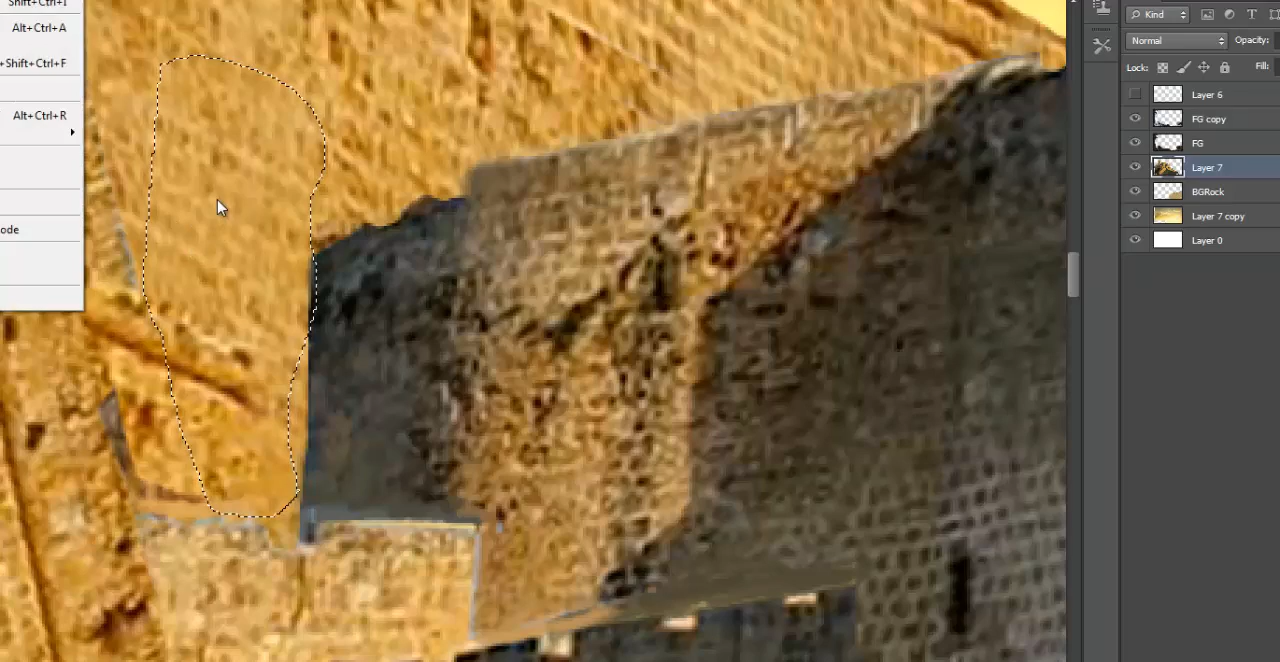 Shift+Ctrl+I
Alt+Ctrl+A
+Shift+Ctrl+F
Alt+Ctrl+R
ode
Kind
Normal
Opacity:
Lock:
Fill:
Layer 6
FG copy
FG
Layer 7
BGRock
Layer 7 copy
Layer 0